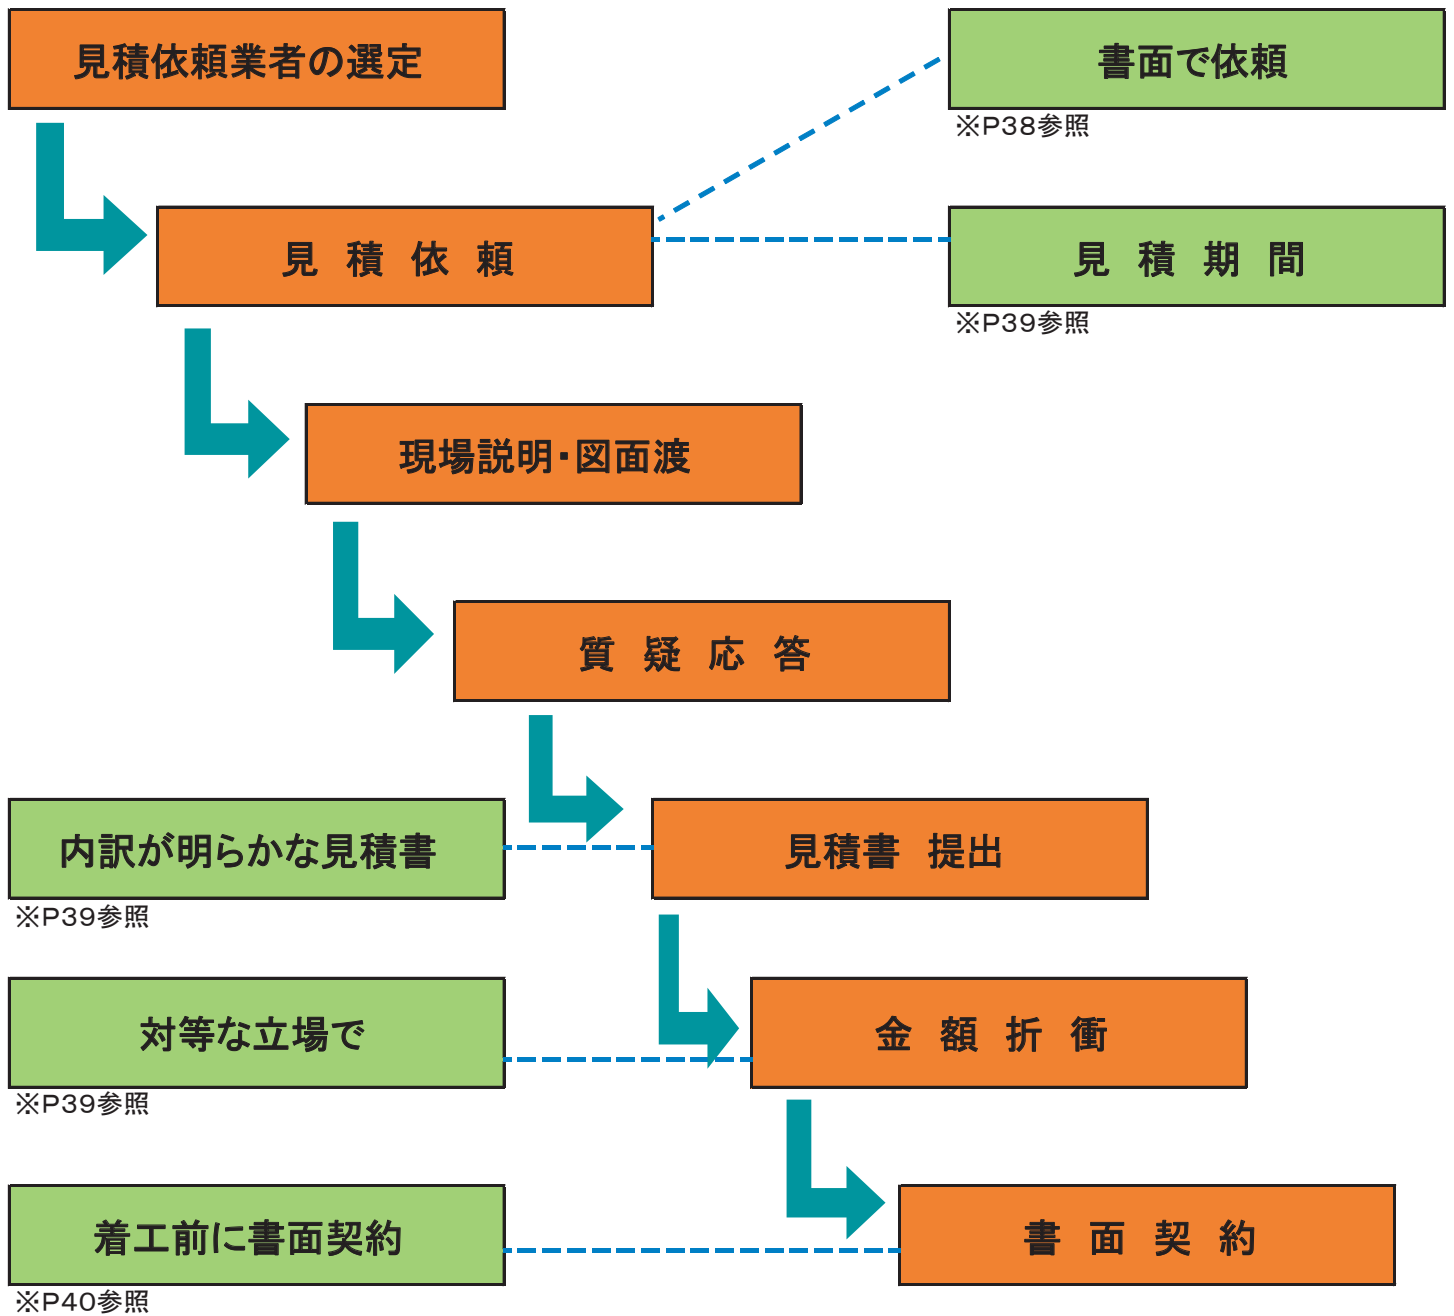 見積依頼業者の選定
書面で依頼
※P38参照
見積依頼
見積期間
※P39参照
現場説明・図面渡
質疑応答
内訳が明らかな見積書
※P39参照
見積書 提出
対等な立場で
※P39参照
金額折衝
着工前に書面契約
※P40参照
書面契約